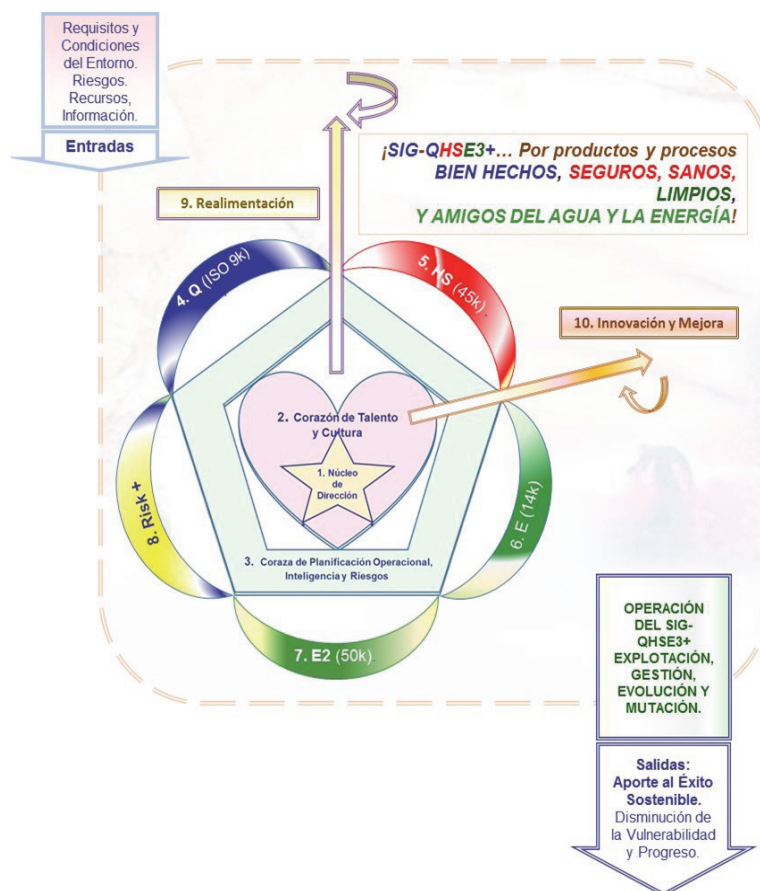 Requisitos y
Condiciones
del Entorno.
Riesgos.
Recursos,
Información.
Entradas
¡SIG-QHSE3+... Por productos y procesos
BIEN HECHOS, SEGUROS, SANOS,
LIMPIOS,
Y AMIGOS DEL AGUA Y LA ENERGÍA!
9. Realimentación
4. Q (ISO 9k)
5. HS (45k).
10. Innovación y Mejora
2. Corazón de Talento
y Cultura
1. Núcleo
de
Dirección
8. Risk +
6. E (14k)
3. Coraza de Planificación Operacional,
Inteligencia y Riesgos
7. E2 (50k).
OPERACIÓN
DEL SIG-
QHSE3+
EXPLOTACIÓN,
GESTIÓN,
EVOLUCIÓN Y
MUTACIÓN.
Salidas:
Aporte al Éxito
Sostenible.
Disminución de
la Vulnerabilidad
y Progreso.